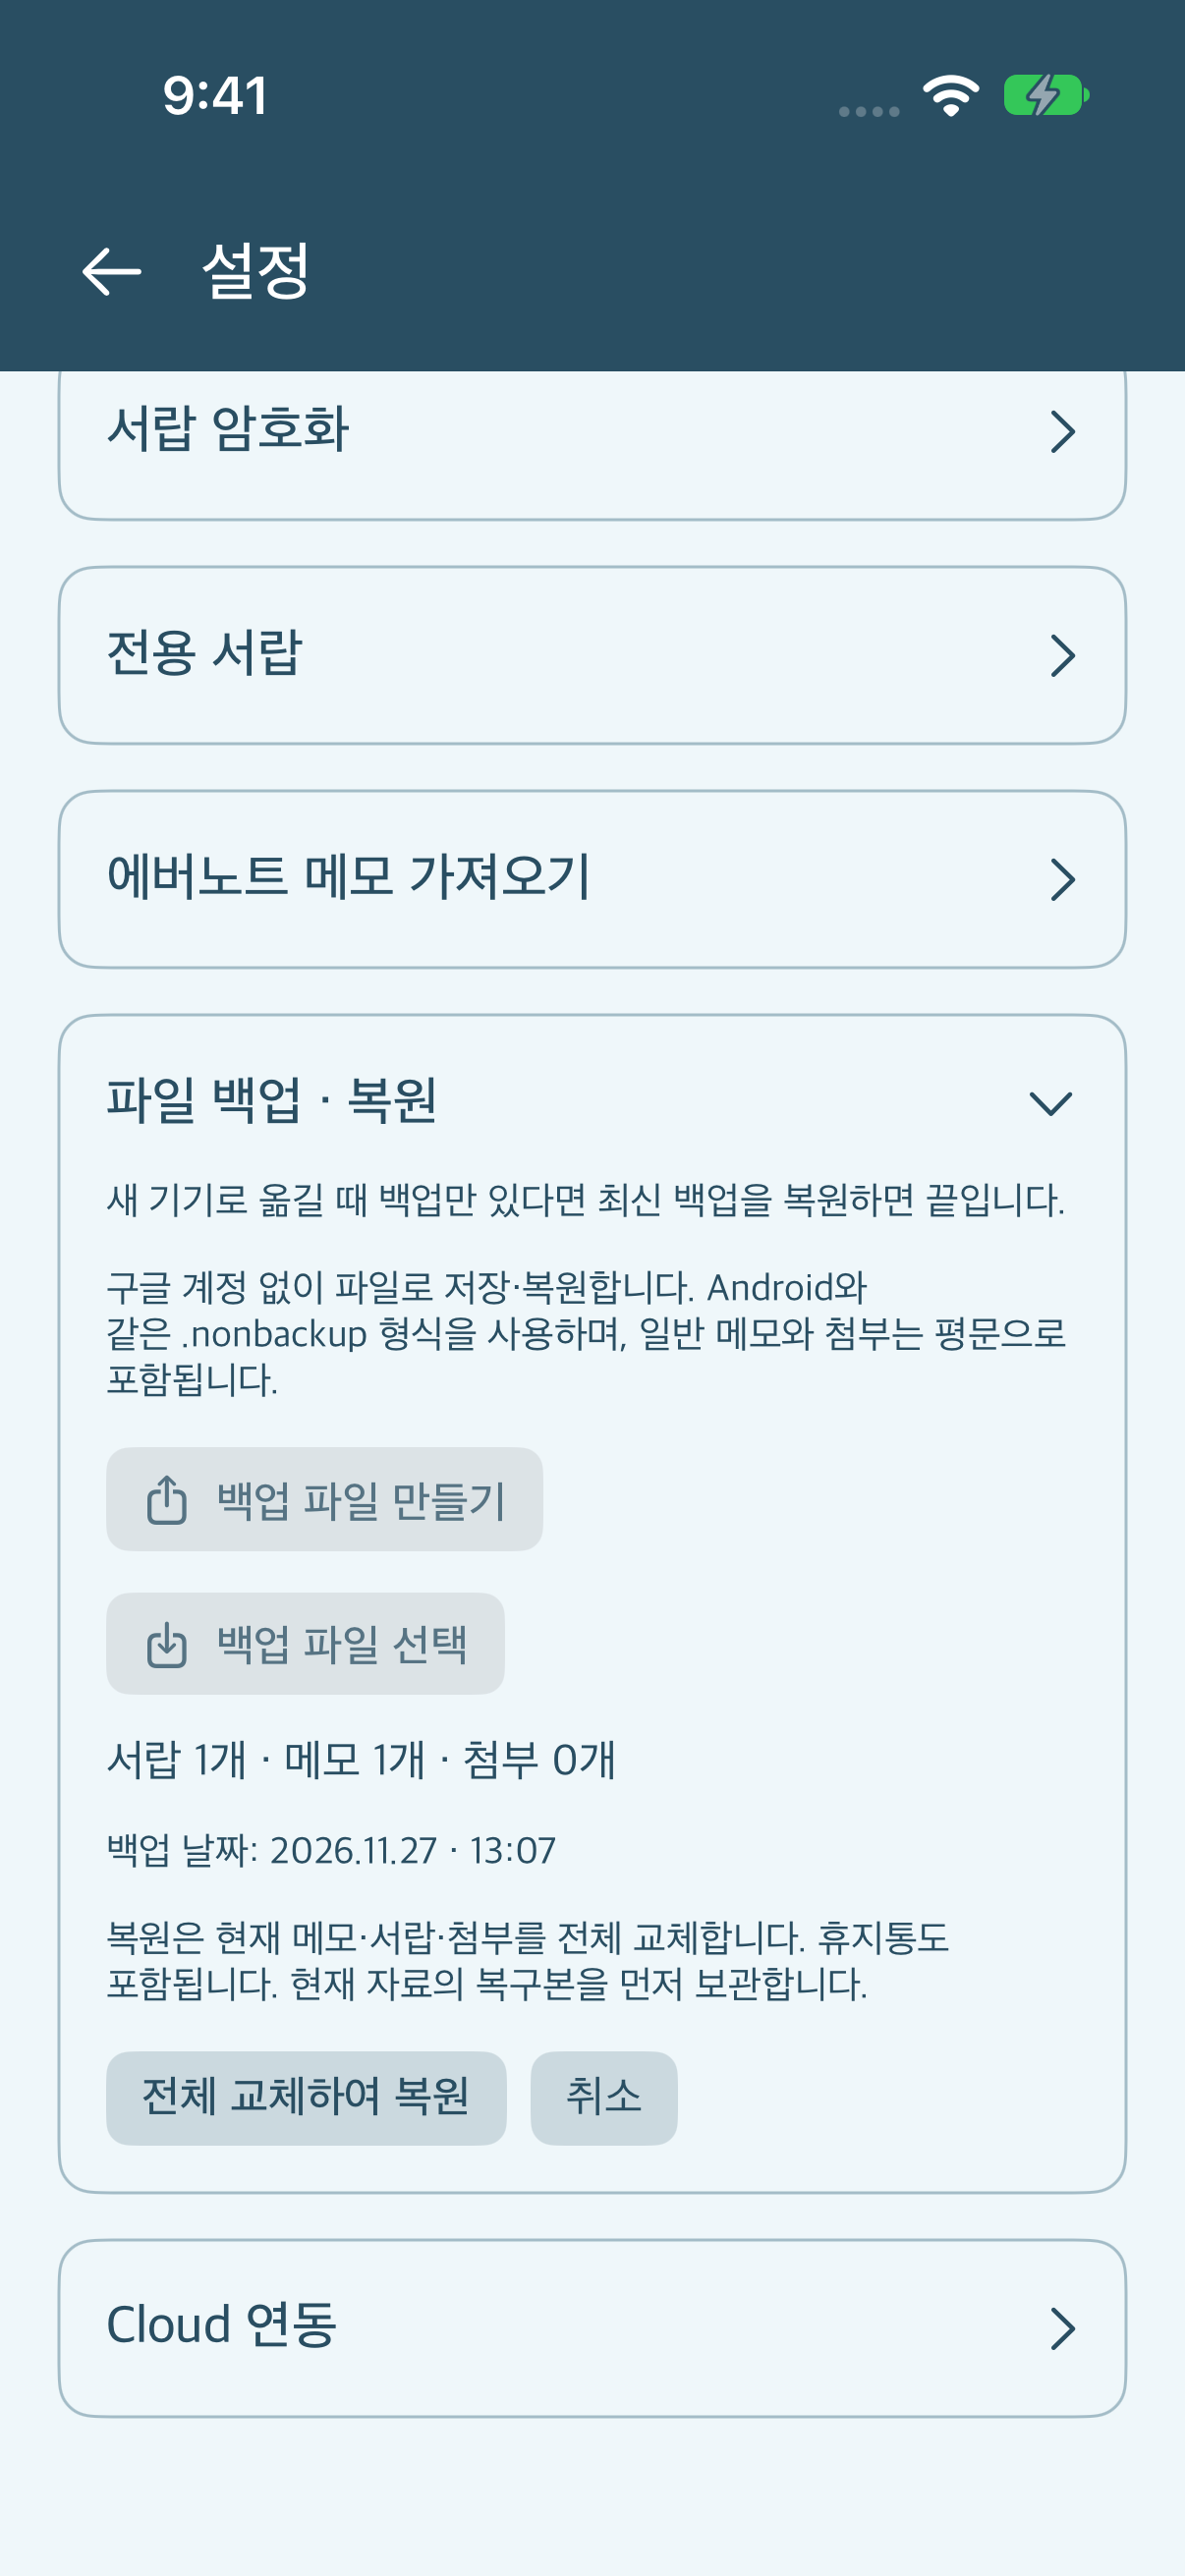 9:41
설정
서랍 암호화
전용 서랍
에버노트 메모 가져오기
파일 백업 · 복원
새 기기로 옮길 때 백업만 있다면 최신 백업을 복원하면 끝입니다.
구글 계정 없이 파일로 저장·복원합니다. Android와
같은 .nonbackup 형식을 사용하며, 일반 메모와 첨부는 평문으로
포함됩니다.
백업 파일 만들기
백업 파일 선택
서랍 1개 · 메모 1개 · 첨부 0개
백업 날짜: 2026.11.27 · 13:07
복원은 현재 메모·서랍·첨부를 전체 교체합니다. 휴지통도
포함됩니다. 현재 자료의 복구본을 먼저 보관합니다.
전체 교체하여 복원
취소
Cloud 연동